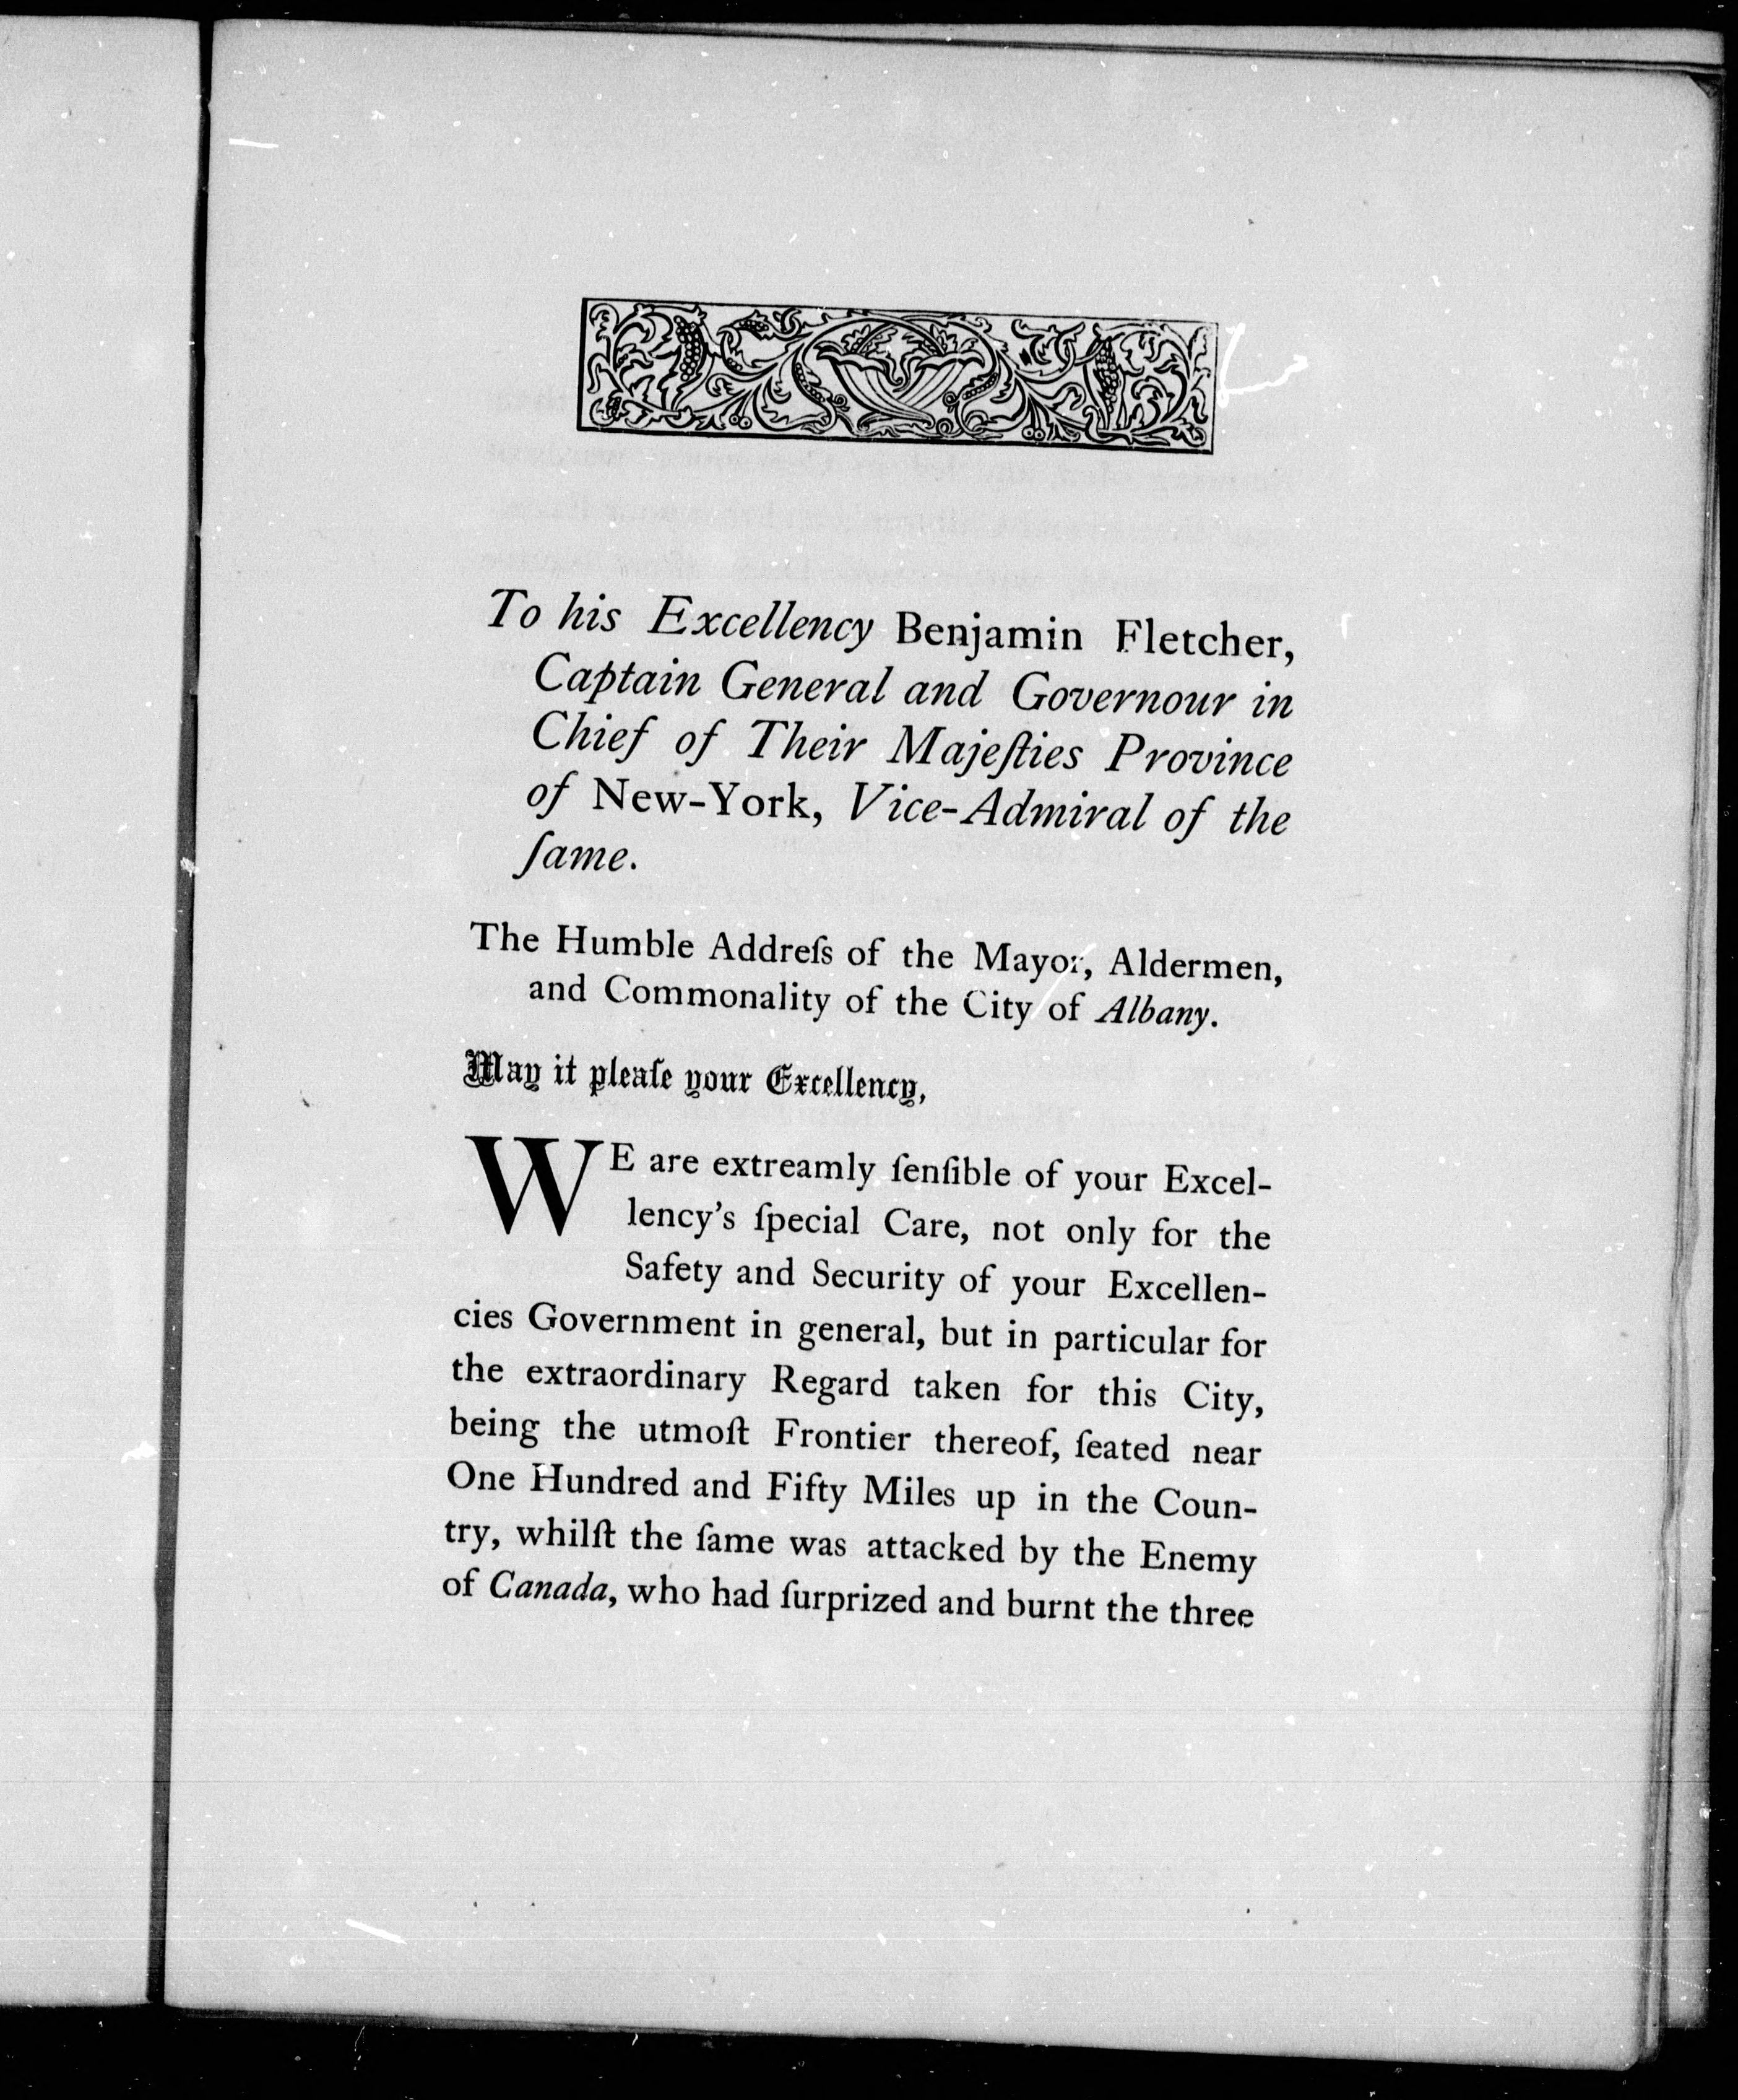 To his Excellency Benjamin Fletcher,
Captain General and Governour in
Chief of Their Majeſties Province
of New-York, Vice-Admiral of the
ſame.
The Humble Addreſs of the Mayor, Aldermen,
and Commonality of the City of Albany.
May it pleaſe your Excellency,
WE are extreamly ſenſible of your Excel-
lency's ſpecial Care, not only for the
Safety and Security of your Excellen-
cies Government in general, but in particular for
the extraordinary Regard taken for this City,
being the utmoſt Frontier thereof, ſeated near
One Hundred and Fifty Miles up in the Coun-
try, whilſt the ſame was attacked by the Enemy
of Canada, who had ſurprized and burnt the three